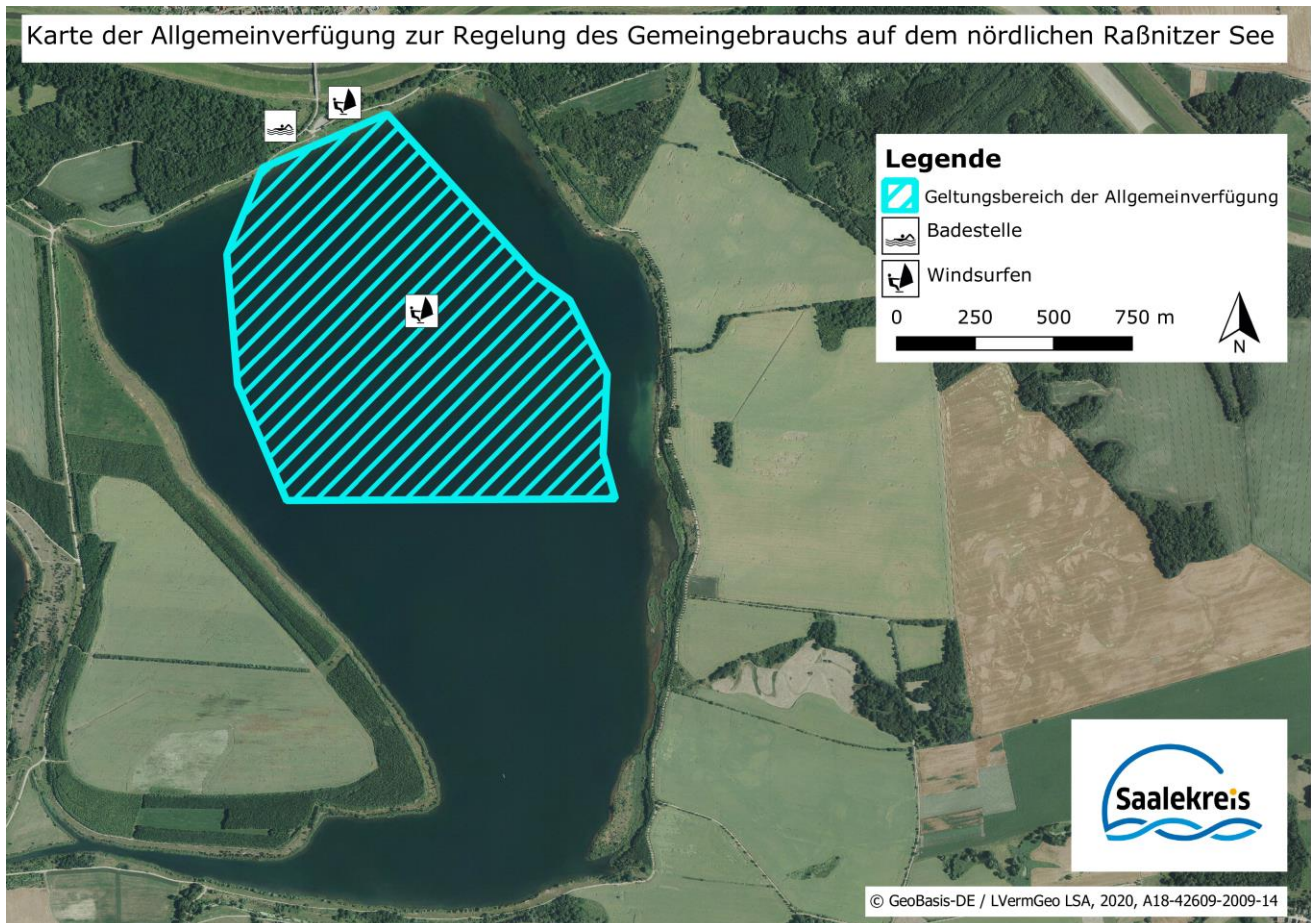 Karte der Allgemeinverfügung zur Regelung des Gemeingebrauchs auf dem nördlichen Raßnitzer See
Legende
Geltungsbereich der Allgemeinverfügung
Badestelle
Windsurfen
0 250 500 750 m
N
Saalekreis
© GeoBasis-DE / LVermGeo LSA, 2020, A18-42609-2009-14